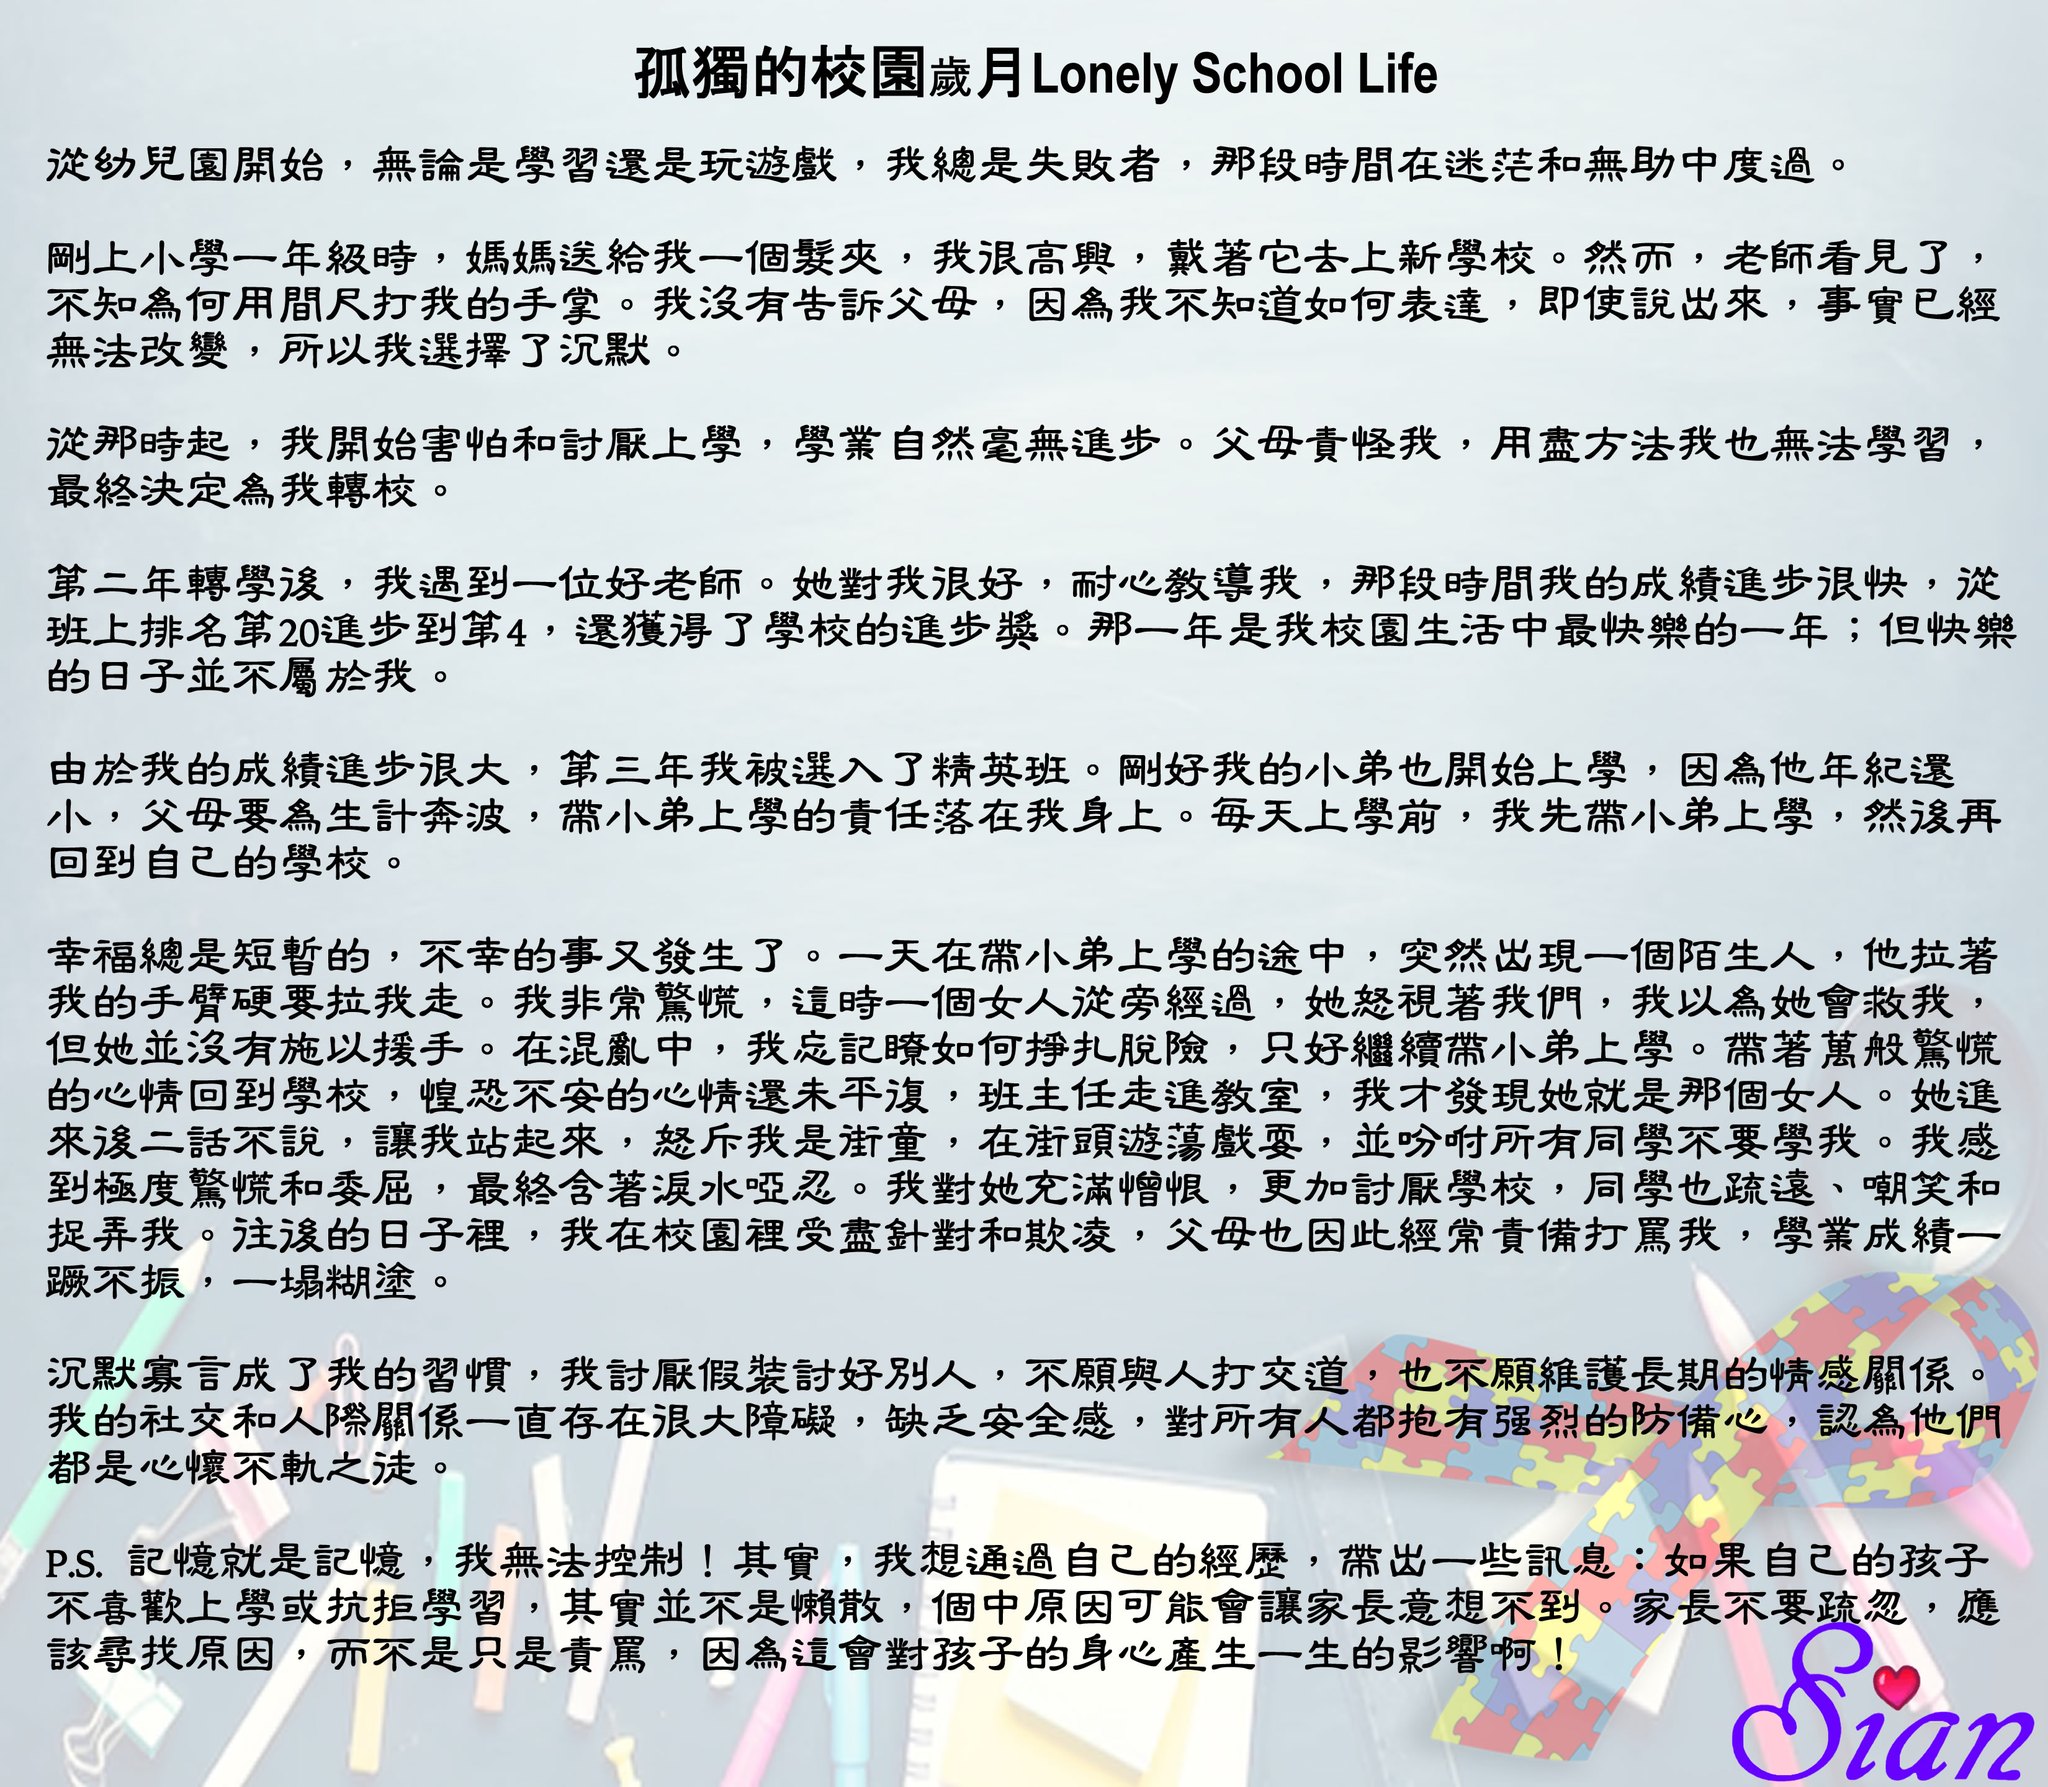 孤獨的校園歲月Lonely School Life
從幼兒園開始，無論是學習還是玩遊戲，我總是失敗者，那段時間在迷茫和無助中度過。
剛上小學一年級時，媽媽送給我一個髮夾，我很高興，戴著它去上新學校。然而，老師看見了，
不知為何用間尺打我的手掌。我沒有告訴父母，因為我不知道如何表達，即使說出來，事實已經
無法改變，所以我選擇了沉默。
從那時起，我開始害怕和討厭上學，學業自然毫無進步。父母責怪我，用盡方法我也無法學習，
最終決定為我轉校。
第二年轉學後，我遇到一位好老師。她對我很好，耐心教導我，那段時間我的成績進步很快，從
班上排名第20進步到第4，還獲得了學校的進步獎。那一年是我校園生活中最快樂的一年；但快樂
的日子並不屬於我。
由於我的成績進步很大，第三年我被選入了精英班。剛好我的小弟也開始上學，因為他年紀還
小，父母要為生計奔波，帶小弟上學的責任落在我身上。每天上學前，我先帶小弟上學，然後再
回到自己的學校。
幸福總是短暫的，不幸的事又發生了。一天在帶小弟上學的途中，突然出現一個陌生人，他拉著
我的手臂硬要拉我走。我非常驚慌，這時一個女人從旁經過，她怒視著我們，我以為她會救我，
但她並沒有施以援手。在混亂中，我忘記瞭如何掙扎脫險，只好繼續帶小弟上學。帶著萬般驚慌
的心情回到學校，惶恐不安的心情還未平復，班主任走進教室，我才發現她就是那個女人。她進
來後二話不說，讓我站起來，怒斥我是街童，在街頭遊蕩戲耍，並吩咐所有同學不要學我。我感
到極度驚慌和委屈，最終含著淚水啞忍。我對她充滿憎恨，更加討厭學校，同學也疏遠、嘲笑和
捉弄我。往後的日子裡，我在校園裡受盡針對和欺凌，父母也因此經常責備打罵我，學業成績一
蹶不振，一塌糊塗。
沉默寡言成了我的習慣，我討厭假裝討好別人，不願與人打交道，也不願維護長期的情感關係。
我的社交和人際關係一直存在很大障礙，缺乏安全感，對所有人都抱有强烈的防備心，認為他們
都是心懷不軌之徒。
P.S. 記憶就是記憶，我無法控制！其實，我想通過自己的經歷，帶出一些訊息：如果自己的孩子
不喜歡上學或抗拒學習，其實並不是懶散，個中原因可能會讓家長意想不到。家長不要疏忽，應
該尋找原因，而不是只是責罵，因為這會對孩子的身心產生一生的影響啊！
Sian